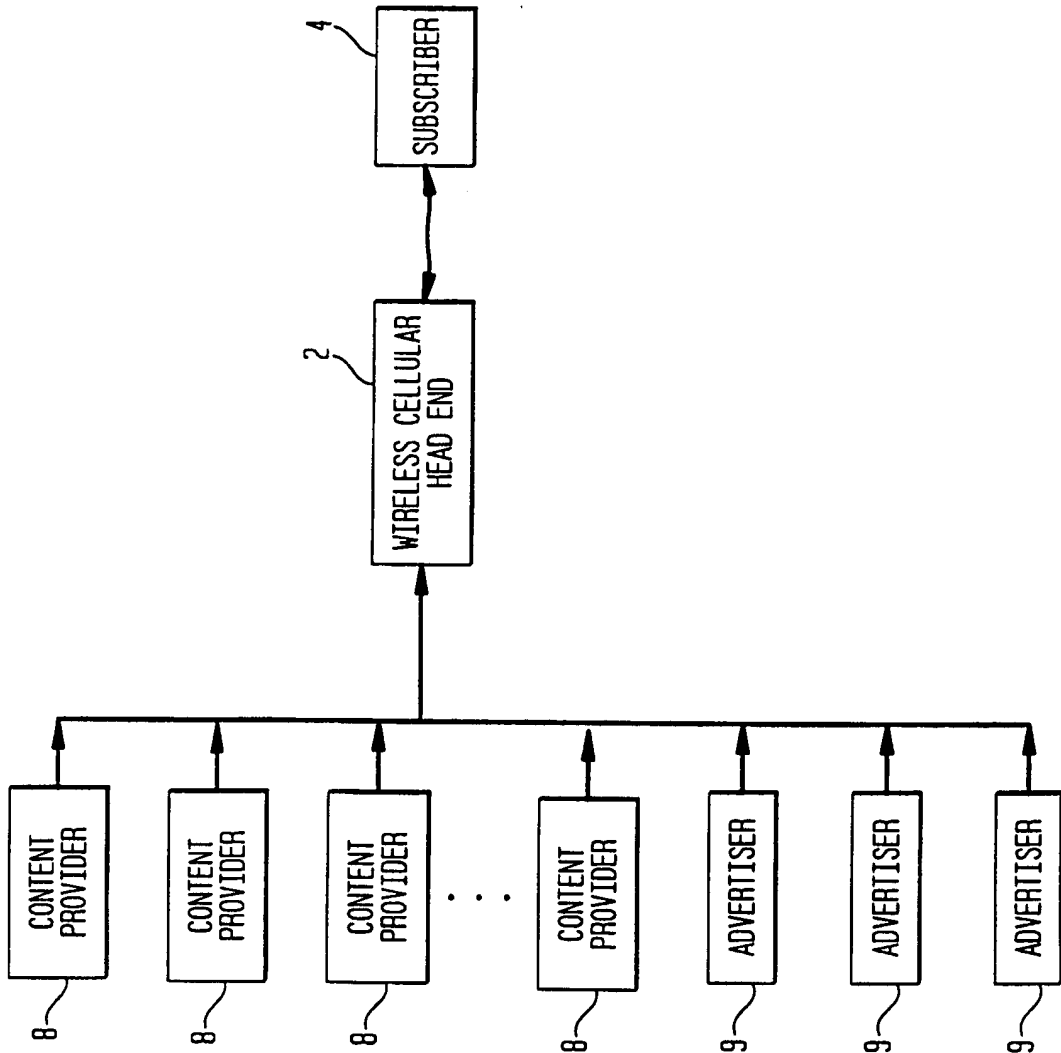 CONTENT
PROVIDER
8
CONTENT
PROVIDER
8
CONTENT
PROVIDER
8
. . .
CONTENT
PROVIDER
8
ADVERTISER
9
ADVERTISER
9
ADVERTISER
9
2
WIRELESS CELLULAR
HEAD END
4
SUBSCRIBER